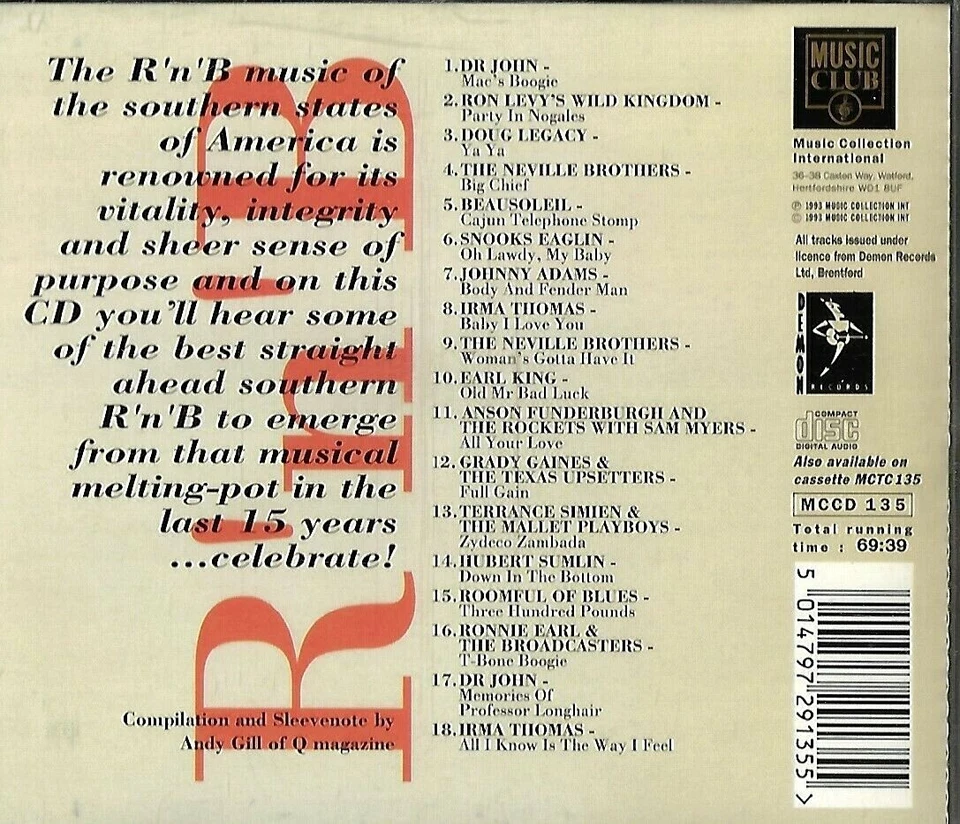 The R'n'B music of
the southern states
of America is
renowned for its
vitality, integrity
and sheer sense of
purpose and on this
CD you'll hear some
of the best straight
ahead southern
R'n'B to emerge
from that musical
melting-pot in the
last 15 years
...celebrate!
Compilation and Sleevenote by
Andy Gill of Q magazine
R'n'B
1. DR JOHN -
Mac's Boogie
2. RON LEVY'S WILD KINGDOM -
Party In Nogales
3. DOUG LEGACY -
Ya Ya
4. THE NEVILLE BROTHERS -
Big Chief
5. BEAUSOLEIL -
Cajun Telephone Stomp
6. SNOOKS EAGLIN -
Oh Lawdy, My Baby
7. JOHNNY ADAMS -
Body And Fender Man
8. IRMA THOMAS -
Baby I Love You
9. THE NEVILLE BROTHERS -
Woman's Gotta Have It
10. EARL KING -
Old Mr Bad Luck
11. ANSON FUNDERBURGH AND
THE ROCKETS WITH SAM MYERS -
All Your Love
12. GRADY GAINES &
THE TEXAS UPSETTERS -
Full Gain
13. TERRANCE SIMIEN &
THE MALLET PLAYBOYS -
Zydeco Zambada
14. HUBERT SUMLIN -
Down In The Bottom
15. ROOMFUL OF BLUES -
Three Hundred Pounds
16. RONNIE EARL &
THE BROADCASTERS -
T-Bone Boogie
17. DR JOHN -
Memories Of
Professor Longhair
18. IRMA THOMAS -
All I Know Is The Way I Feel
MUSIC
CLUB
Music Collection
International
36-38 Caxton Way, Watford,
Hertfordshire WD1 8UF
℗ 1993 MUSIC COLLECTION INT
© 1993 MUSIC COLLECTION INT
All tracks issued under
licence from Demon Records
Ltd, Brentford
DEMON
RECORDS
COMPACT
disc
DIGITAL AUDIO
Also available on
cassette MCTC 135
MCCD 135
Total running
time : 69:39
5 014797 291355 >